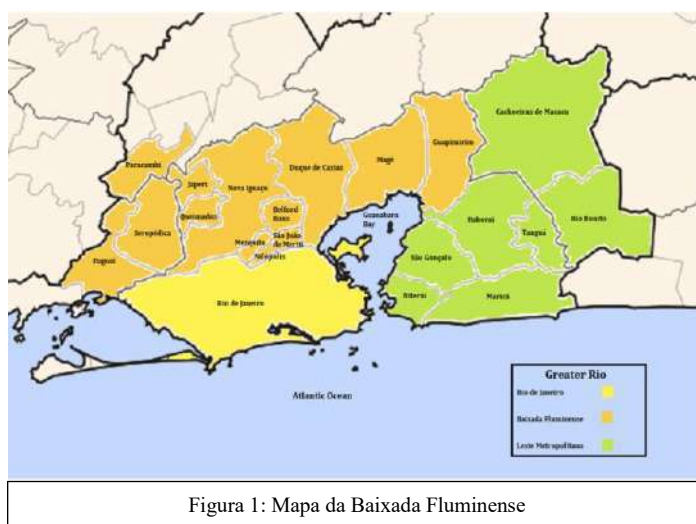 Cachoeiras de Macacu
Guapimirim
Paracambi
Duque de Caxias
Magé
Japeri
Nova Iguaçu
Queimados
Belford
Roxo
Guanabara
Bay
Seropédica
São João
de Meriti
Mesquita
Nilópolis
Itaguaí
Itaboraí
Tanguá
Rio Bonito
São Gonçalo
Rio de Janeiro
Niterói
Maricá
Atlantic Ocean
Greater Rio
Rio de Janeiro
Baixada Fluminense
Leste Metropolitano
Figura 1: Mapa da Baixada Fluminense